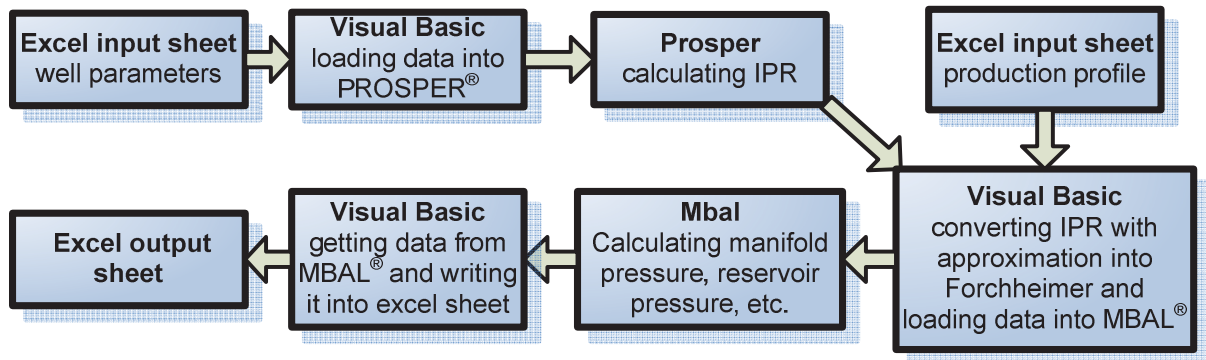 Excel input sheet
well parameters
Visual Basic
loading data into
PROSPER®
Prosper
calculating IPR
Excel input sheet
production profile
Visual Basic
converting IPR with
approximation into
Forchheimer and
loading data into MBAL®
Mbal
Calculating manifold
pressure, reservoir
pressure, etc.
Visual Basic
getting data from
MBAL® and writing
it into excel sheet
Excel output
sheet